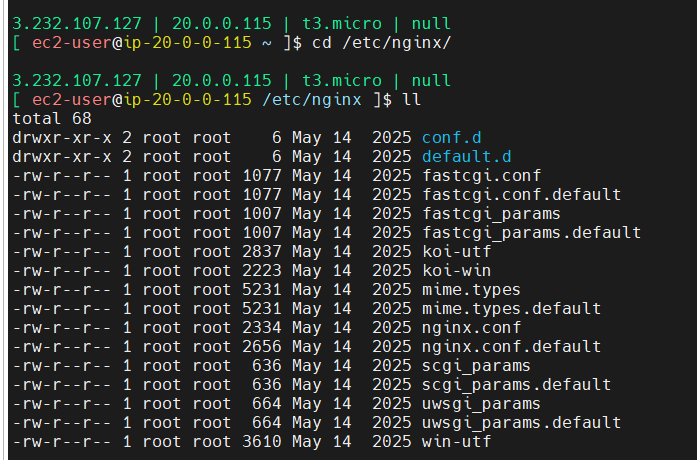 3.232.107.127 | 20.0.0.115 | t3.micro | null
[ ec2-user@ip-20-0-0-115 ~ ]$ cd /etc/nginx/
3.232.107.127 | 20.0.0.115 | t3.micro | null
[ ec2-user@ip-20-0-0-115 /etc/nginx ]$ ll
total 68
drwxr-xr-x 2 root root    6 May 14  2025 conf.d
drwxr-xr-x 2 root root    6 May 14  2025 default.d
-rw-r--r-- 1 root root 1077 May 14  2025 fastcgi.conf
-rw-r--r-- 1 root root 1077 May 14  2025 fastcgi.conf.default
-rw-r--r-- 1 root root 1007 May 14  2025 fastcgi_params
-rw-r--r-- 1 root root 1007 May 14  2025 fastcgi_params.default
-rw-r--r-- 1 root root 2837 May 14  2025 koi-utf
-rw-r--r-- 1 root root 2223 May 14  2025 koi-win
-rw-r--r-- 1 root root 5231 May 14  2025 mime.types
-rw-r--r-- 1 root root 5231 May 14  2025 mime.types.default
-rw-r--r-- 1 root root 2334 May 14  2025 nginx.conf
-rw-r--r-- 1 root root 2656 May 14  2025 nginx.conf.default
-rw-r--r-- 1 root root  636 May 14  2025 scgi_params
-rw-r--r-- 1 root root  636 May 14  2025 scgi_params.default
-rw-r--r-- 1 root root  664 May 14  2025 uwsgi_params
-rw-r--r-- 1 root root  664 May 14  2025 uwsgi_params.default
-rw-r--r-- 1 root root 3610 May 14  2025 win-utf